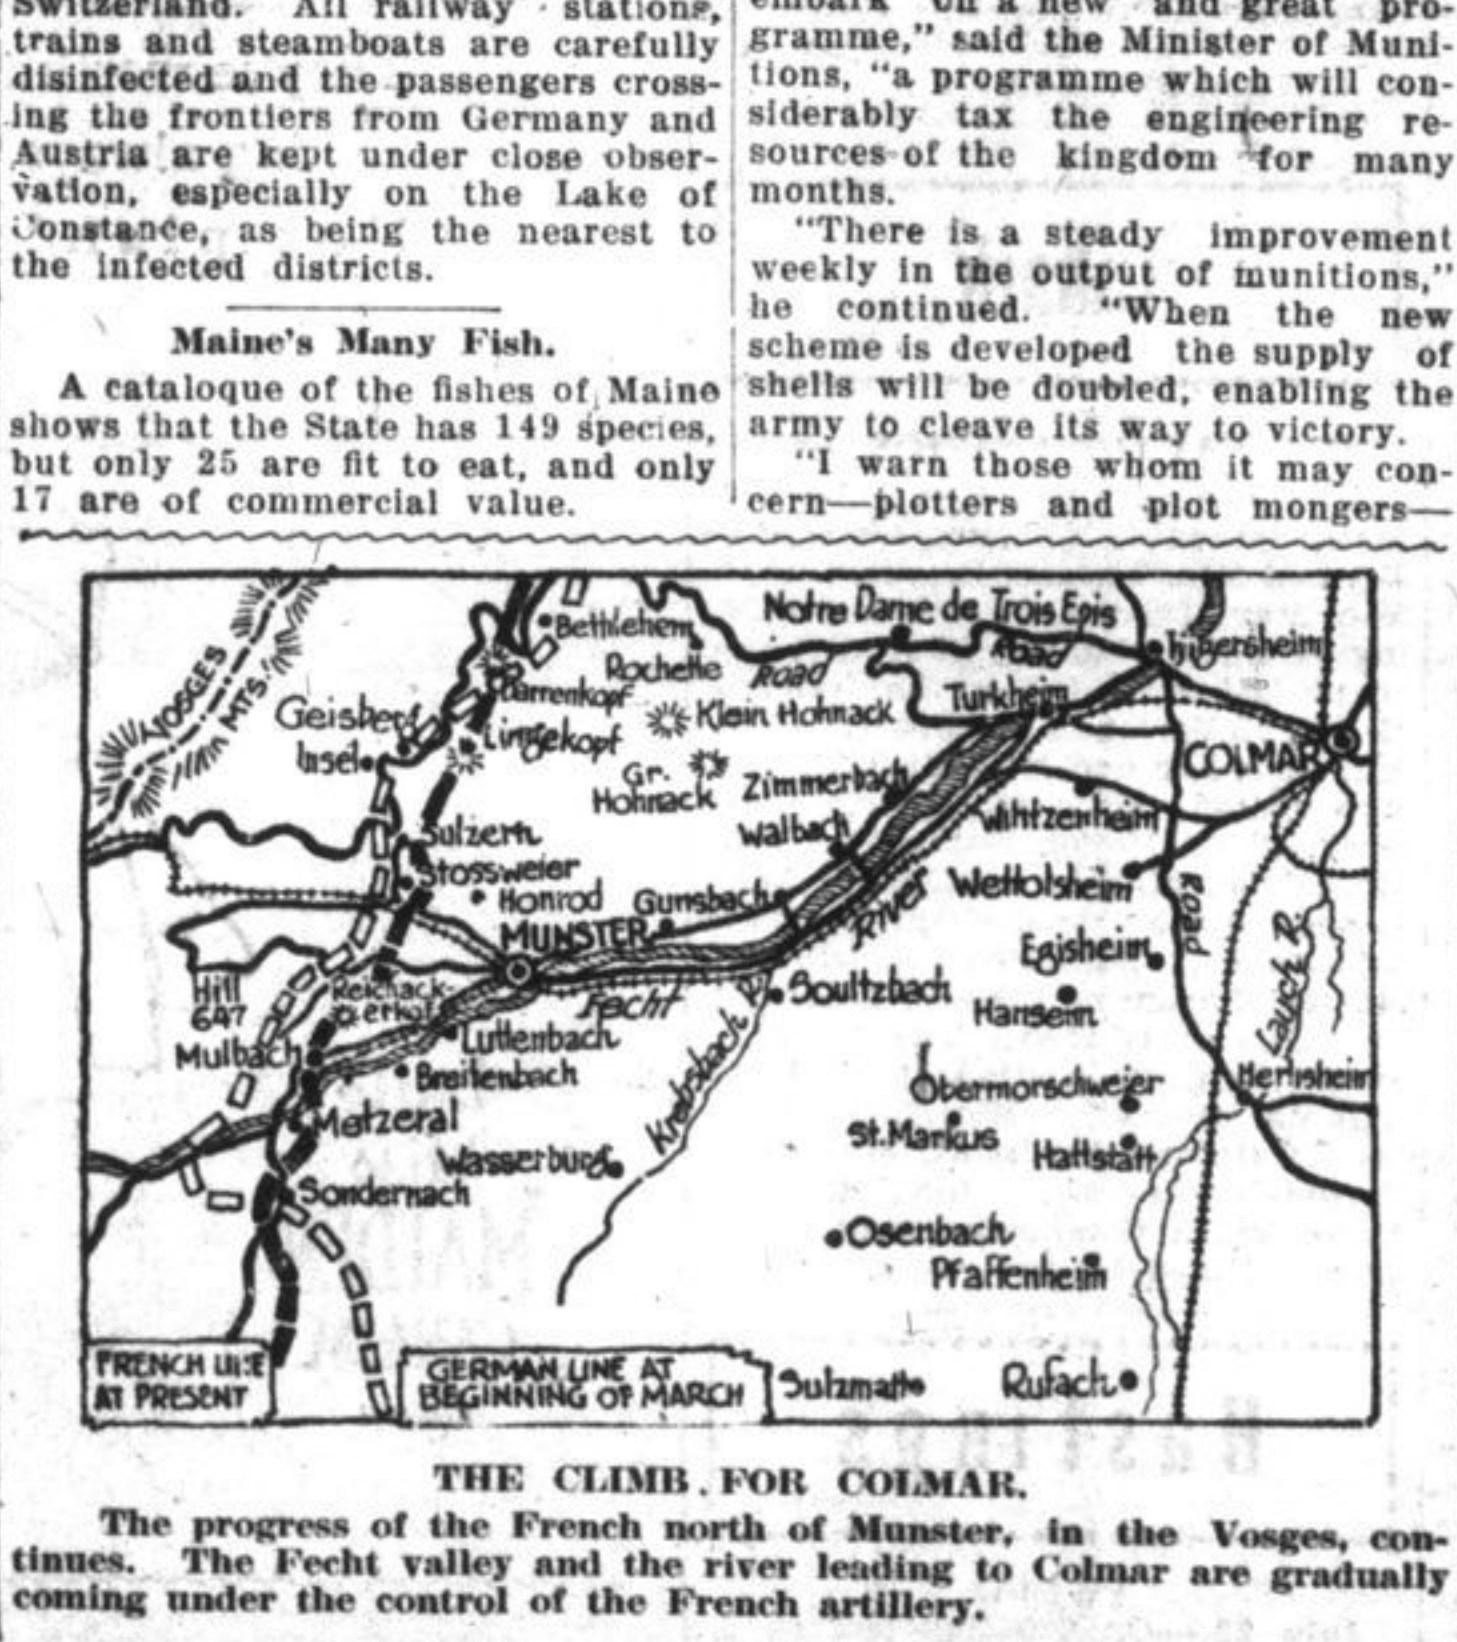 Switzerland. All railway stations,
trains and steamboats are carefully
disinfected and the passengers cross-
ing the frontiers from Germany and
Austria are kept under close obser-
vation, especially on the Lake of
Constance, as being the nearest to
the infected districts.
Maine's Many Fish.
A cataloque of the fishes of Maine
shows that the State has 149 species,
but only 25 are fit to eat, and only
17 are of commercial value.
embark on a new and great pro-
gramme," said the Minister of Muni-
tions, "a programme which will con-
siderably tax the engineering re-
sources of the kingdom for many
months.
"There is a steady improvement
weekly in the output of munitions,"
he continued. "When the new
scheme is developed the supply of
shells will be doubled, enabling the
army to cleave its way to victory.
"I warn those whom it may con-
cern—plotters and plot mongers—
VOSGES
MTS.
Bethlehem
Notre Dame de Trois Epis
Road
Rochette
Road
Barrenkopf
Turkheim
Geisberg
Klein Hohnack
Lingekopf
Insel
COLMAR
Gr.
Hohnack
Zimmerbach
Walbach
Wihtzenheim
Sulzern
Stossweier
Honrod
Gunsbach
Wettolsheim
Road
MUNSTER
River
Egisheim
Lauch R.
Hill
647
Reichack-
erkopf
Fecht
Soultzbach
Hanseim
Mulbach
Luttenbach
Breitenbach
Krebsbach R.
Obermorschweier
Herlisheim
Metzeral
St. Markus
Hattstatt
Wasserburg
Sondernach
Osenbach
Pfaffenheim
FRENCH LINE
AT PRESENT
GERMAN LINE AT
BEGINNING OF MARCH
Sulzmatte
Rufach
THE CLIMB FOR COLMAR.
The progress of the French north of Munster, in the Vosges, con-
tinues. The Fecht valley and the river leading to Colmar are gradually
coming under the control of the French artillery.